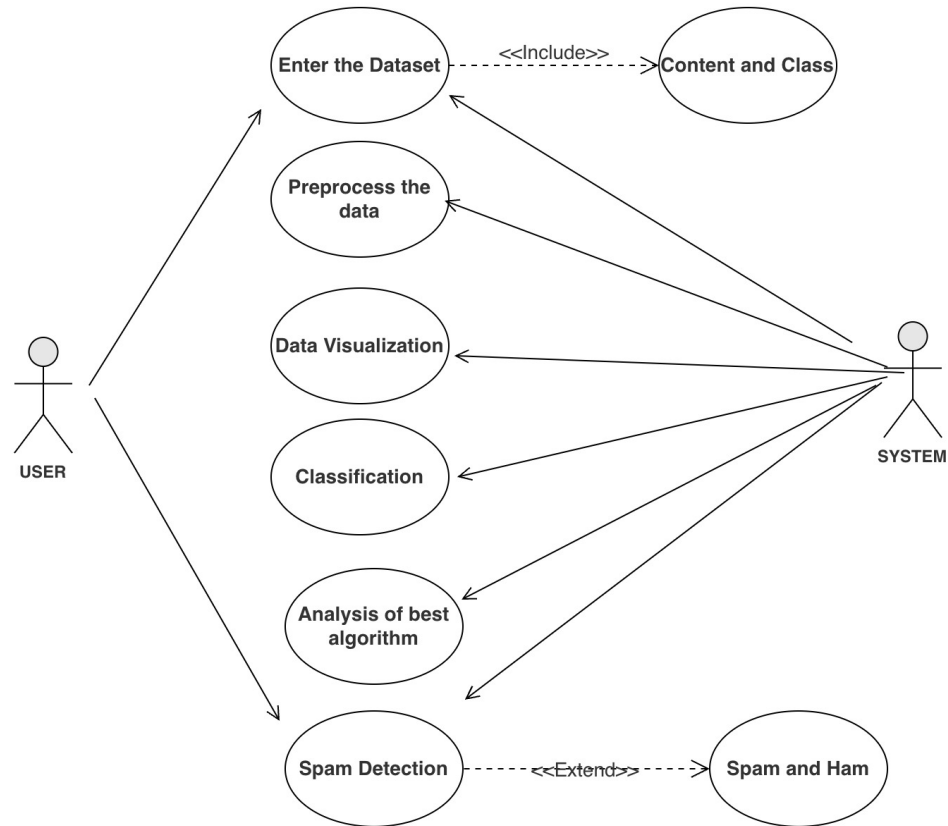 Enter the Dataset
<<Include>>
Content and Class
Preprocess the
data
Data Visualization
USER
SYSTEM
Classification
Analysis of best
algorithm
Spam Detection
<<Extend>>
Spam and Ham